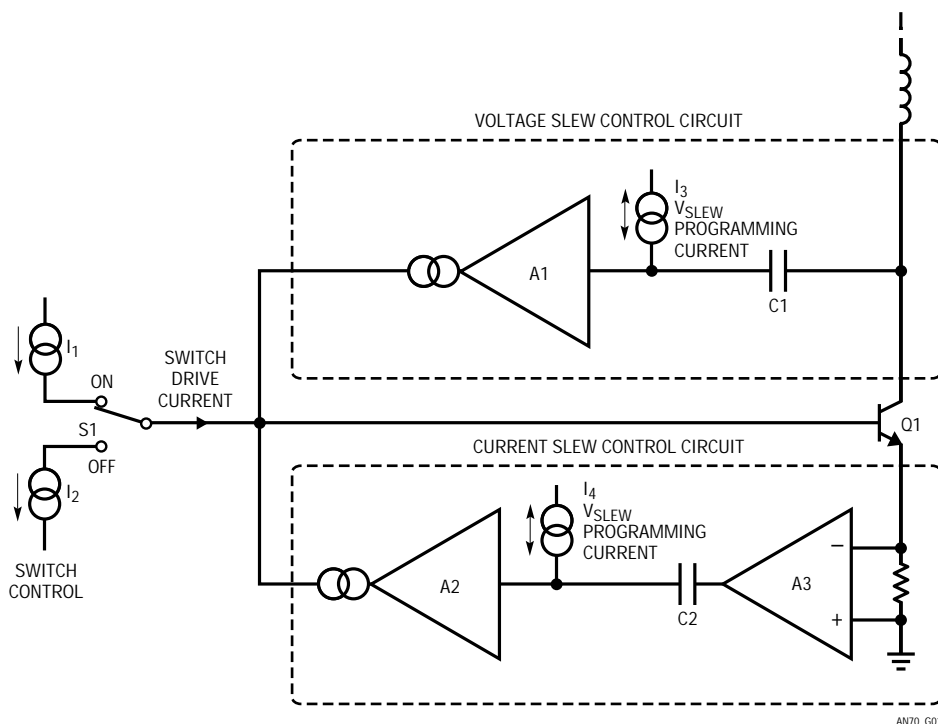 VOLTAGE SLEW CONTROL CIRCUIT
I3
VSLEW
PROGRAMMING
CURRENT
A1
C1
I1
ON
SWITCH
DRIVE
CURRENT
S1
OFF
I2
SWITCH
CONTROL
Q1
CURRENT SLEW CONTROL CIRCUIT
I4
VSLEW
PROGRAMMING
CURRENT
A2
C2
A3
–
+